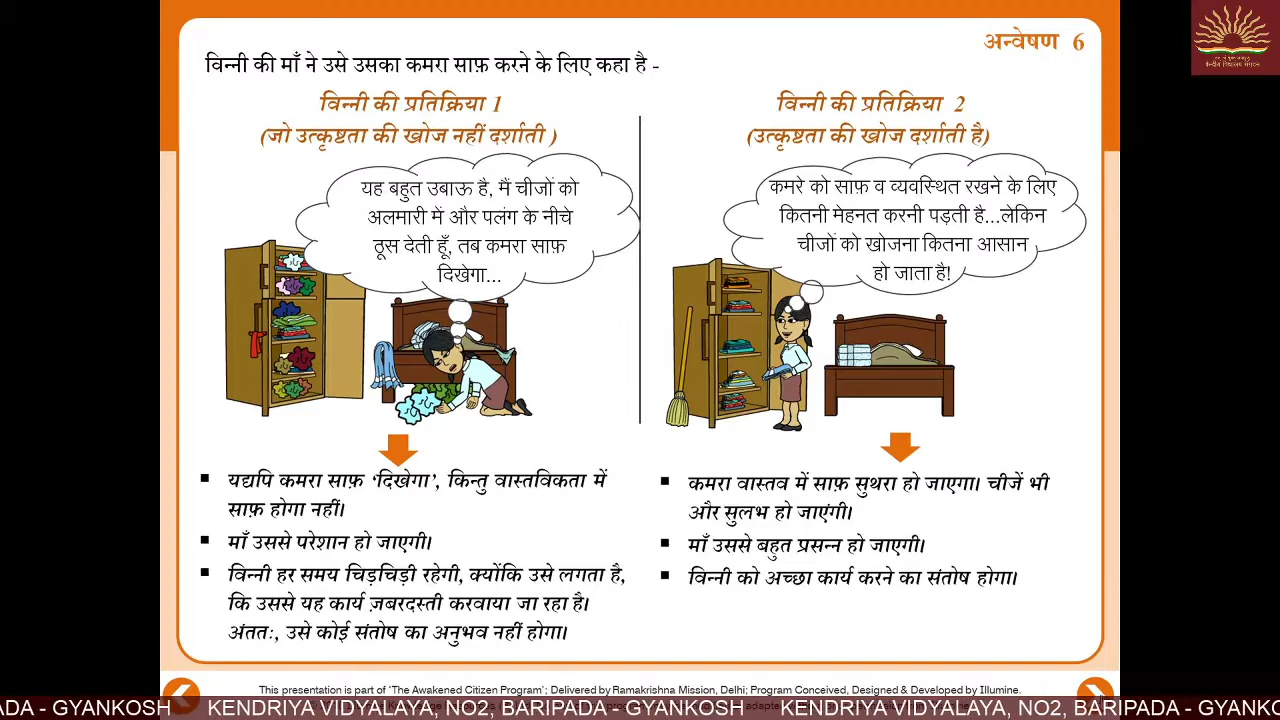 अन्वेषण 6
विन्नी की माँ ने उसे उसका कमरा साफ़ करने के लिए कहा है -
विन्नी की प्रतिक्रिया 1
(जो उत्कृष्टता की खोज नहीं दर्शाती )
यह बहुत उबाऊ है, मैं चीजों को
अलमारी में और पलंग के नीचे
ठूस देती हूँ, तब कमरा साफ़
दिखेगा...
यद्यपि कमरा साफ़ ‘दिखेगा’, किन्तु वास्तविकता में
साफ़ होगा नहीं।
माँ उससे परेशान हो जाएगी।
विन्नी हर समय चिड़चिड़ी रहेगी, क्योंकि उसे लगता है,
कि उससे यह कार्य ज़बरदस्ती करवाया जा रहा है।
अंततः, उसे कोई संतोष का अनुभव नहीं होगा।
विन्नी की प्रतिक्रिया 2
(उत्कृष्टता की खोज दर्शाती है)
कमरे को साफ़ व व्यवस्थित रखने के लिए
कितनी मेहनत करनी पड़ती है...लेकिन
चीजों को खोजना कितना आसान
हो जाता है!
कमरा वास्तव में साफ़ सुथरा हो जाएगा। चीजें भी
और सुलभ हो जाएंगी।
माँ उससे बहुत प्रसन्न हो जाएगी।
विन्नी को अच्छा कार्य करने का संतोष होगा।
This presentation is part of ‘The Awakened Citizen Program’; Delivered by Ramakrishna Mission, Delhi; Program Conceived, Designed & Developed by Illumine.
ADA - GYANKOSH KENDRIYA VIDYALAYA, NO2, BARIPADA - GYANKOSH KENDRIYA VIDYALAYA, NO2, BARIPADA - GYANKOSH